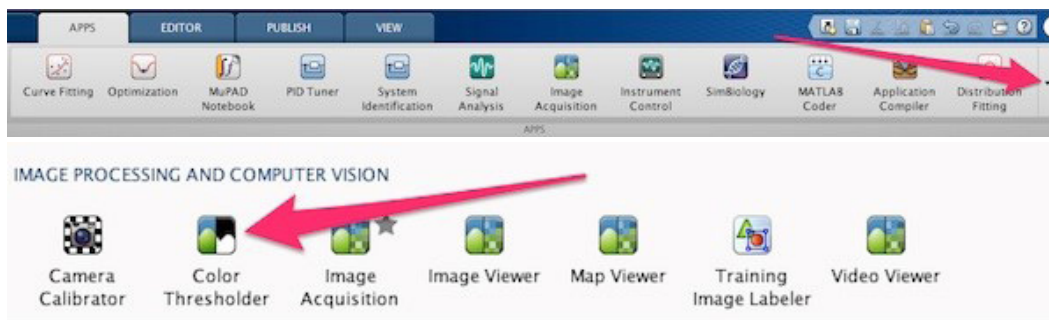 APPS EDITOR PUBLISH VIEW
Curve Fitting Optimization MuPAD Notebook PID Tuner System Identification Signal Analysis Image Acquisition Instrument Control SimBiology MATLAB Coder Application Compiler Distribution Fitting
APPS
IMAGE PROCESSING AND COMPUTER VISION
Camera Calibrator
Color Thresholder
Image Acquisition
Image Viewer
Map Viewer
Training Image Labeler
Video Viewer